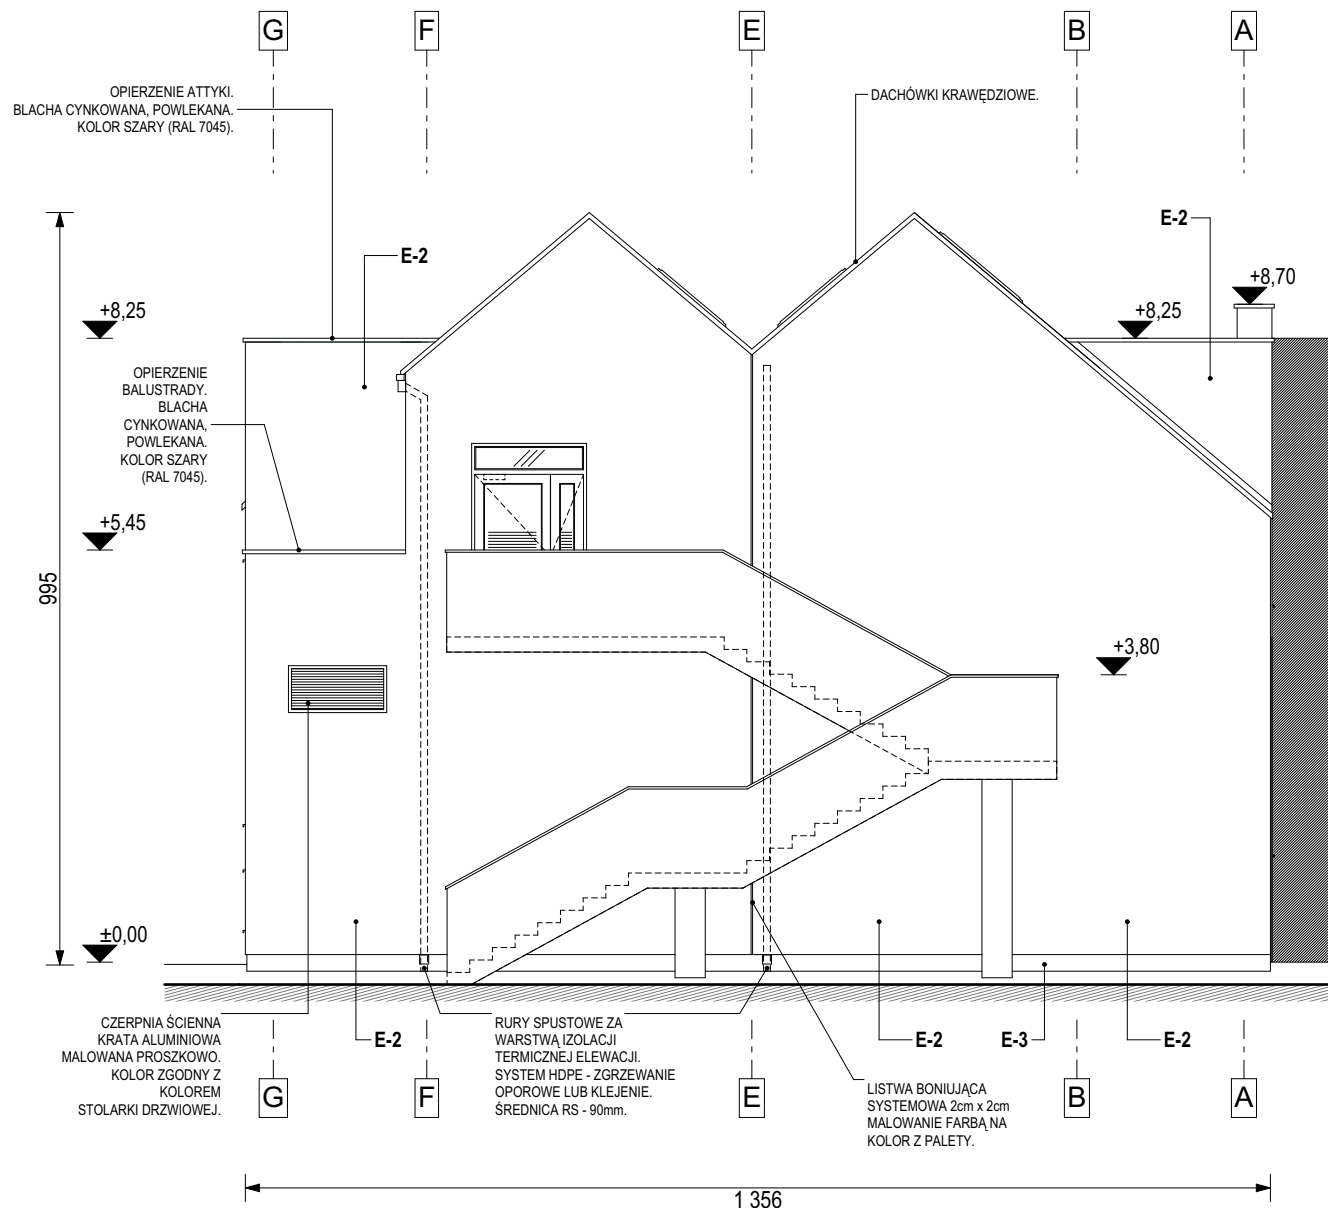 G
F
E
B
A
OPIERZENIE ATTYKI.
BLACHA CYNKOWANA, POWLEKANA.
KOLOR SZARY (RAL 7045).
DACHÓWKI KRAWĘDZIOWE.
E-2
E-2
+8,70
+8,25
+8,25
OPIERZENIE
BALUSTRADY.
BLACHA
CYNKOWANA,
POWLEKANA.
KOLOR SZARY
(RAL 7045).
+5,45
995
+3,80
±0,00
CZERPNIA ŚCIENNA
KRATA ALUMINIOWA
MALOWANA PROSZKOWO.
KOLOR ZGODNY Z
KOLOREM
STOLARKI DRZWIOWEJ.
E-2
RURY SPUSTOWE ZA
WARSTWĄ IZOLACJI
TERMICZNEJ ELEWACJI.
SYSTEM HDPE - ZGRZEWANIE
OPOROWE LUB KLEJENIE.
ŚREDNICA RS - 90mm.
E-2
E-3
E-2
LISTWA BONIUJĄCA
SYSTEMOWA 2cm x 2cm
MALOWANIE FARBĄ NA
KOLOR Z PALETY.
G
F
E
B
A
1 356